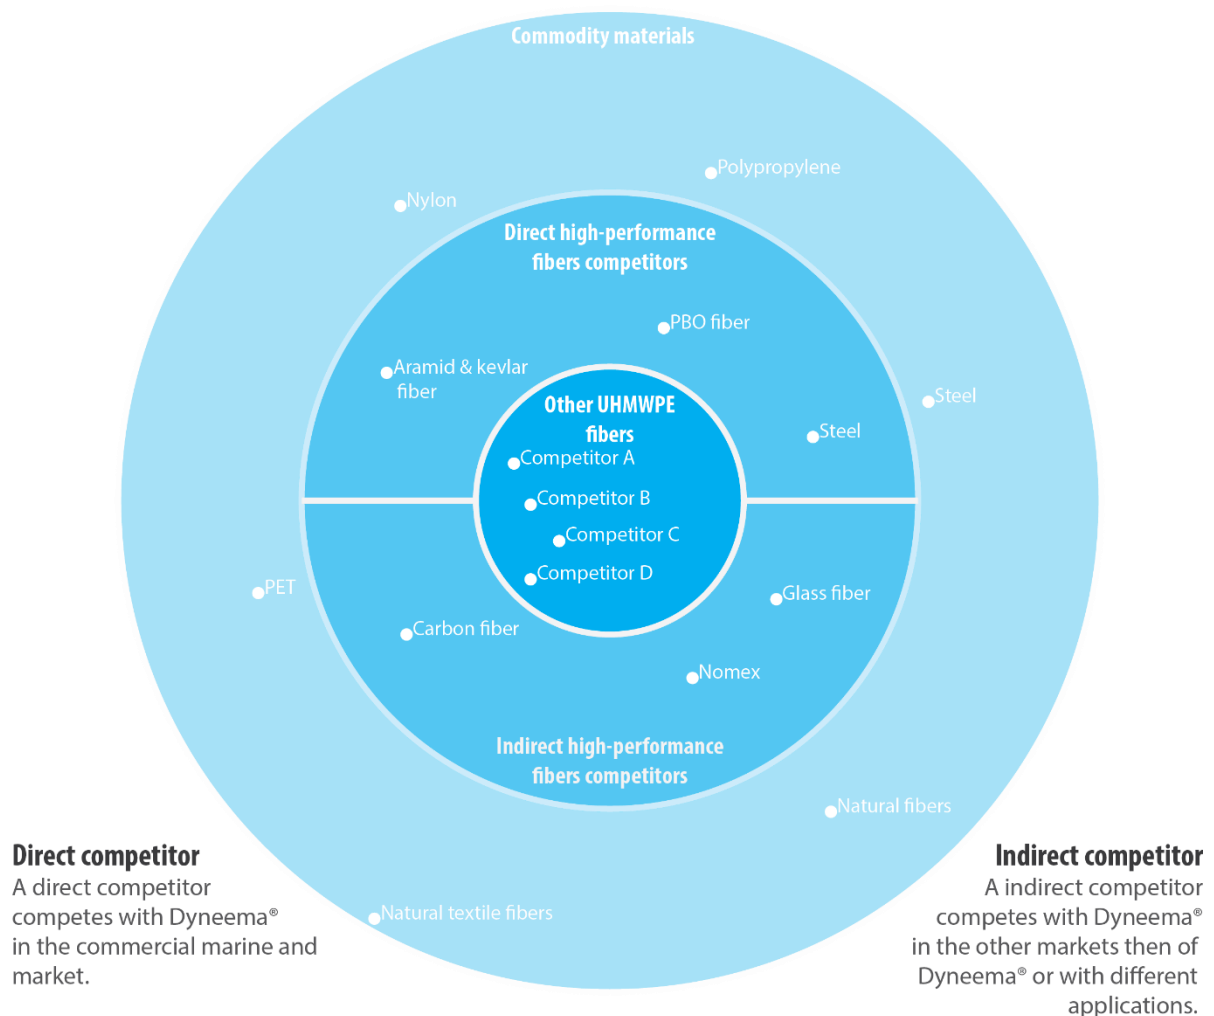 Commodity materials
Polypropylene
Nylon
Direct high-performance
fibers competitors
PBO fiber
Aramid & kevlar
fiber
Steel
Other UHMWPE
fibers
Steel
Competitor A
Competitor B
Competitor C
Competitor D
PET
Glass fiber
Carbon fiber
Nomex
Indirect high-performance
fibers competitors
Natural fibers
Natural textile fibers
Direct competitor
A direct competitor
competes with Dyneema®
in the commercial marine and
market.
Indirect competitor
A indirect competitor
competes with Dyneema®
in the other markets then of
Dyneema® or with different
applications.